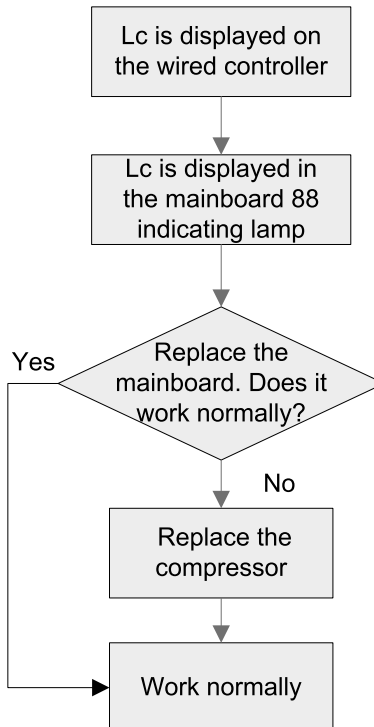 Lc is displayed on
the wired controller
Lc is displayed in
the mainboard 88
indicating lamp
Yes
Replace the
mainboard. Does it
work normally?
No
Replace the
compressor
Work normally